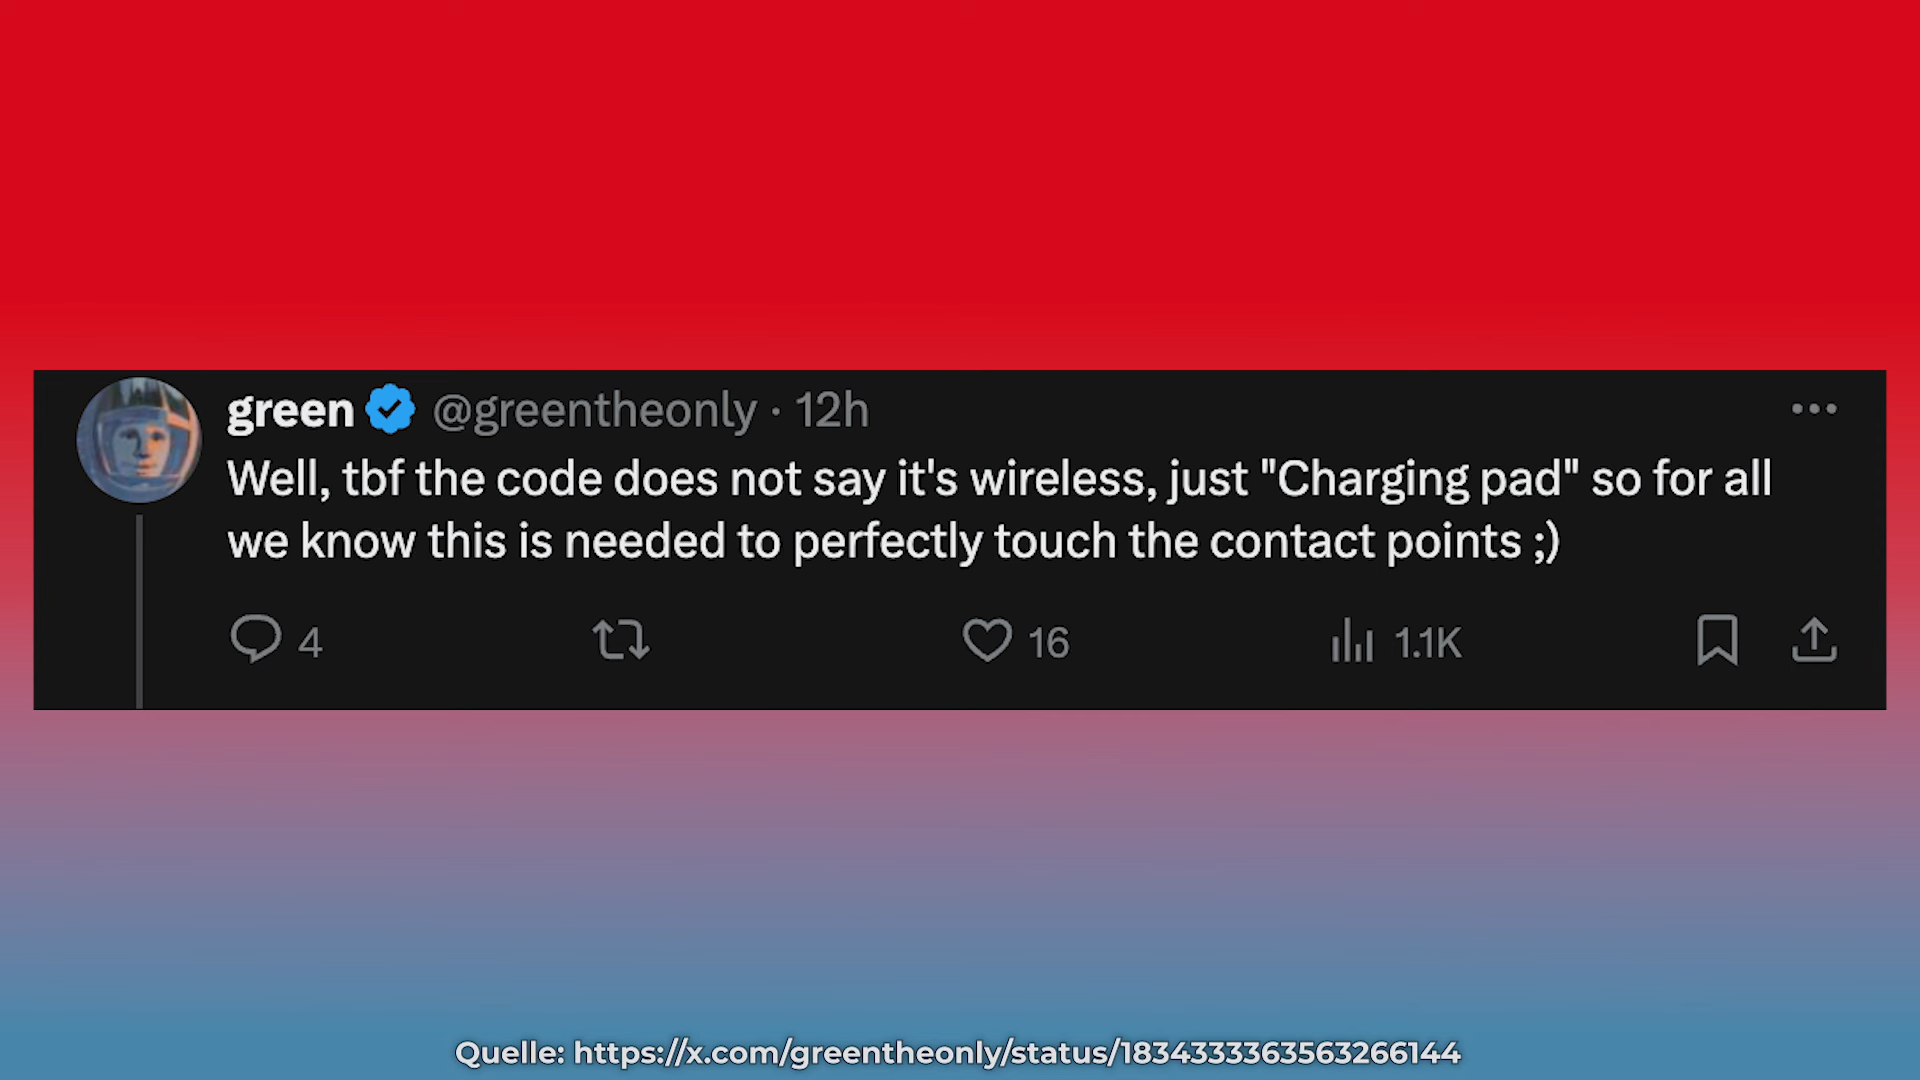 green @greentheonly · 12h
Well, tbf the code does not say it's wireless, just "Charging pad" so for all
we know this is needed to perfectly touch the contact points ;)
4 16 1.1K
Quelle: https://x.com/greentheonly/status/1834333363563266144